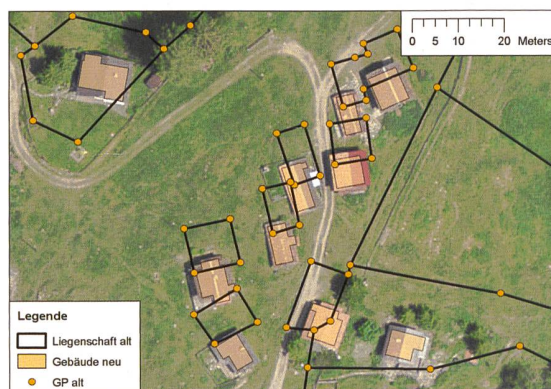 0 5 10 20
Meters
Legende
Liegenschaft alt
Gebäude neu
GP alt